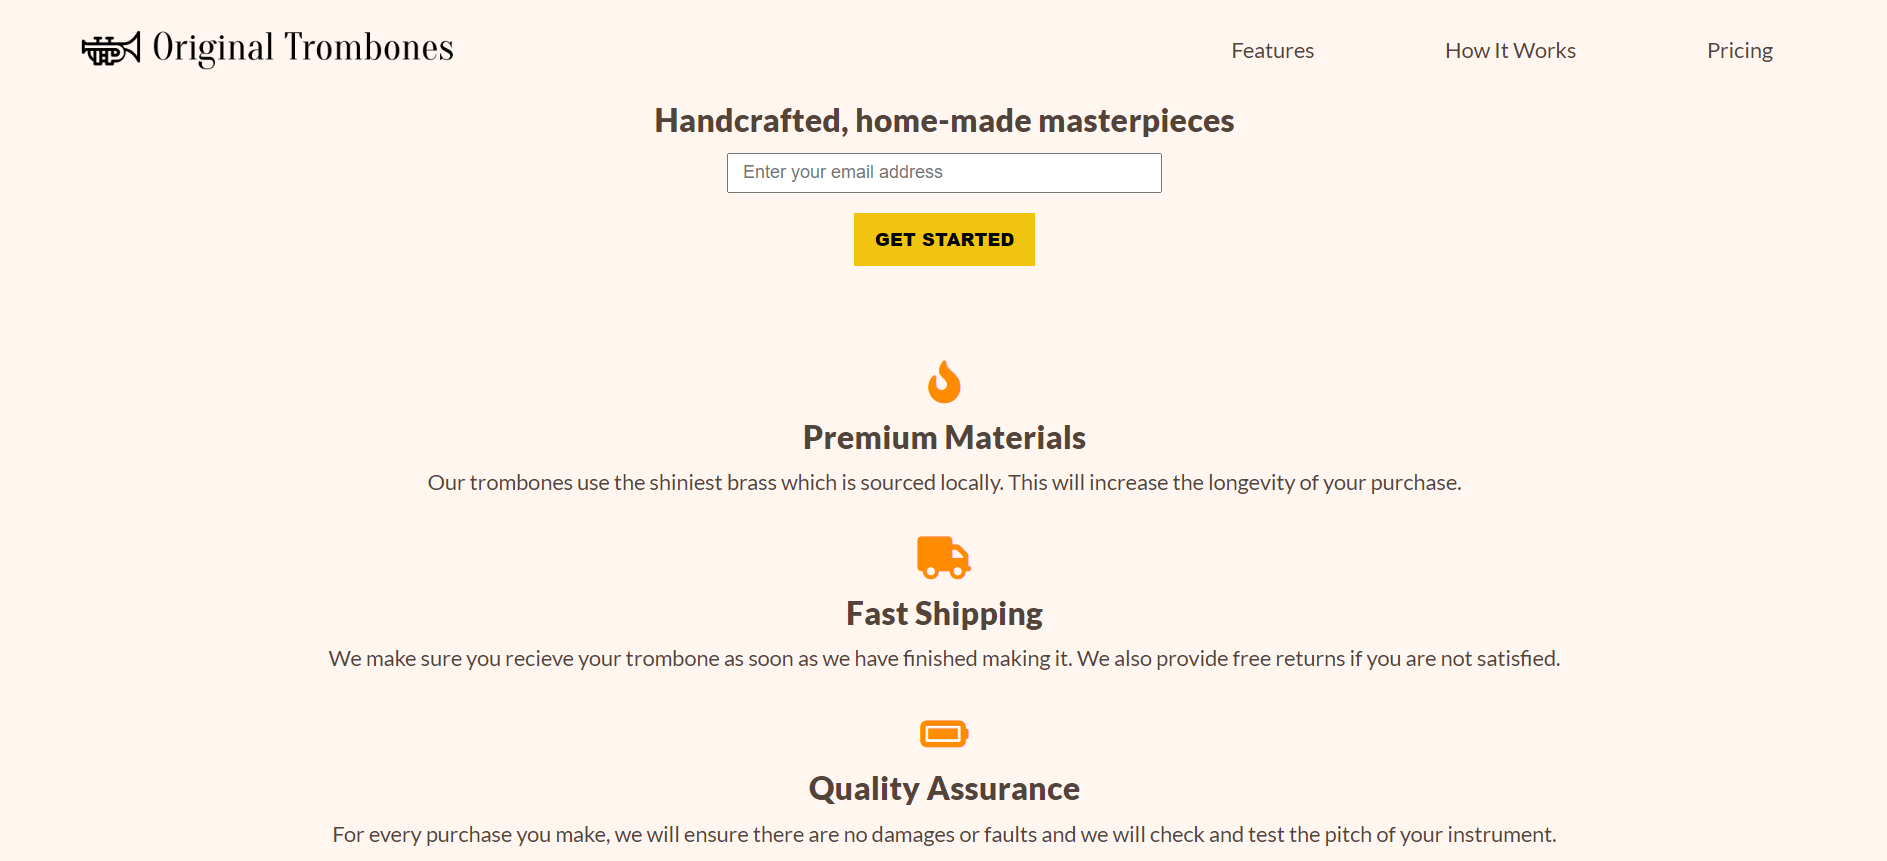 Original Trombones
Features
How It Works
Pricing
Handcrafted, home-made masterpieces
Enter your email address
GET STARTED
Premium Materials
Our trombones use the shiniest brass which is sourced locally. This will increase the longevity of your purchase.
Fast Shipping
We make sure you recieve your trombone as soon as we have finished making it. We also provide free returns if you are not satisfied.
Quality Assurance
For every purchase you make, we will ensure there are no damages or faults and we will check and test the pitch of your instrument.